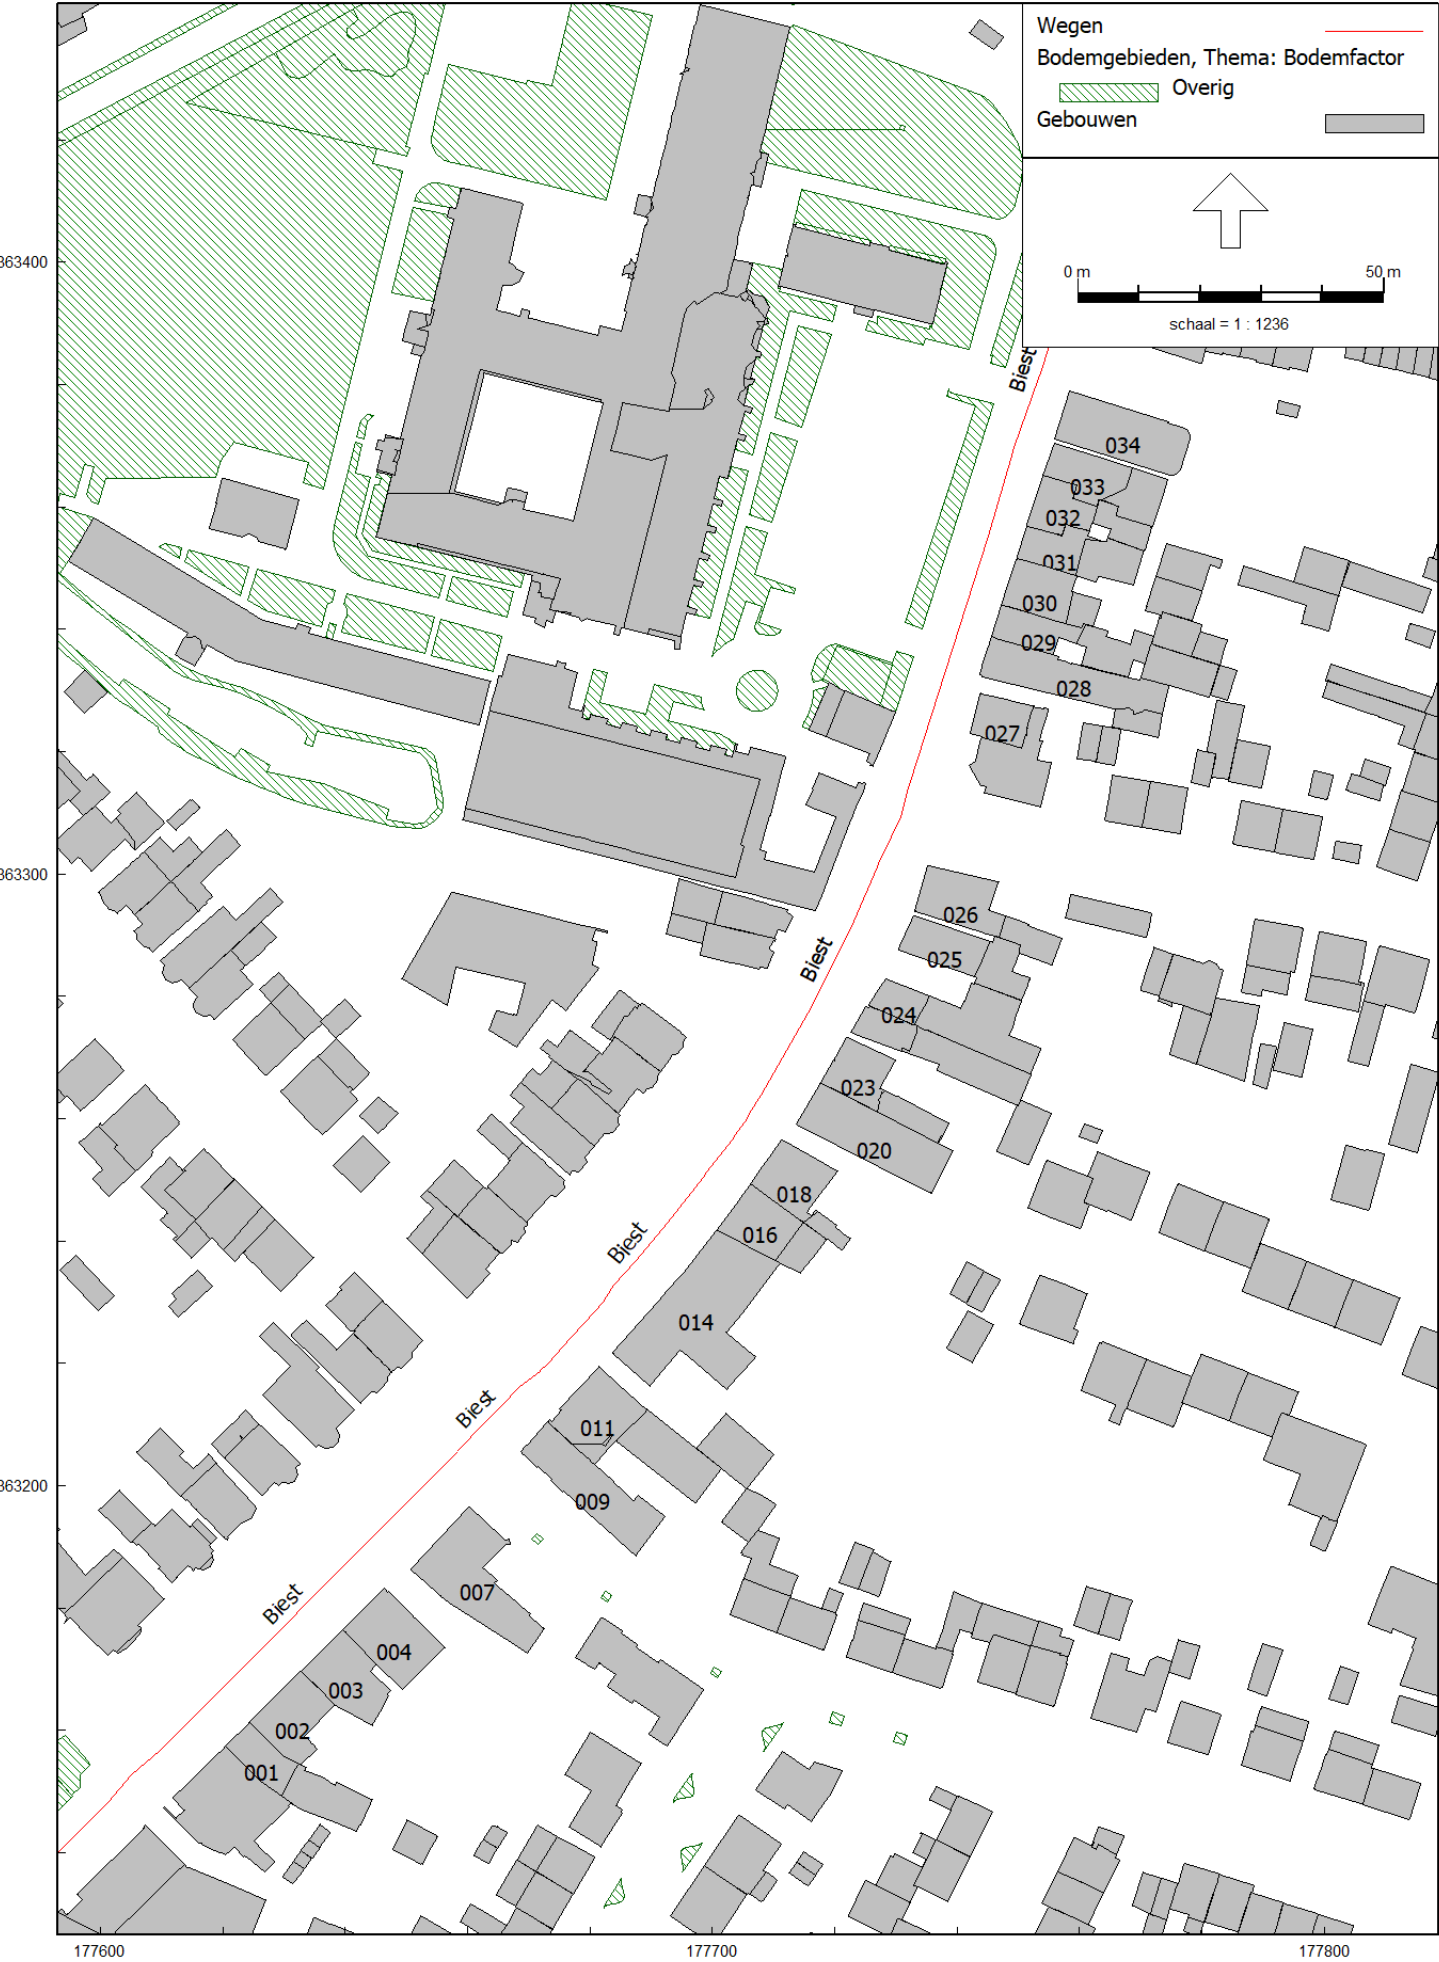 Wegen
Bodemgebieden, Thema: Bodemfactor
Overig
Gebouwen
0 m 50 m
schaal = 1 : 1236
363400
Biest
034
033
032
031
030
029
028
027
363300
026
Biest
025
024
023
020
018
Biest
016
014
Biest
011
363200
009
007
Biest
004
003
002
001
177600 177700 177800